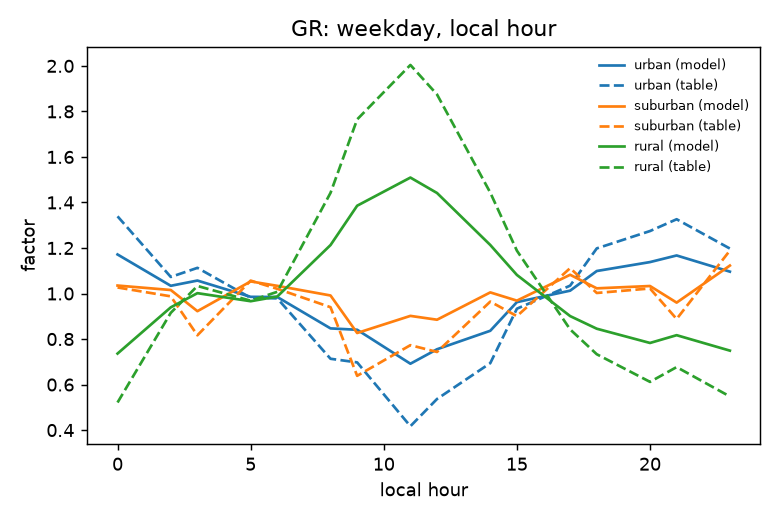 GR: weekday, local hour
urban (model)
urban (table)
suburban (model)
suburban (table)
rural (model)
rural (table)
factor
2.0
1.8
1.6
1.4
1.2
1.0
0.8
0.6
0.4
0 5 10 15 20
local hour